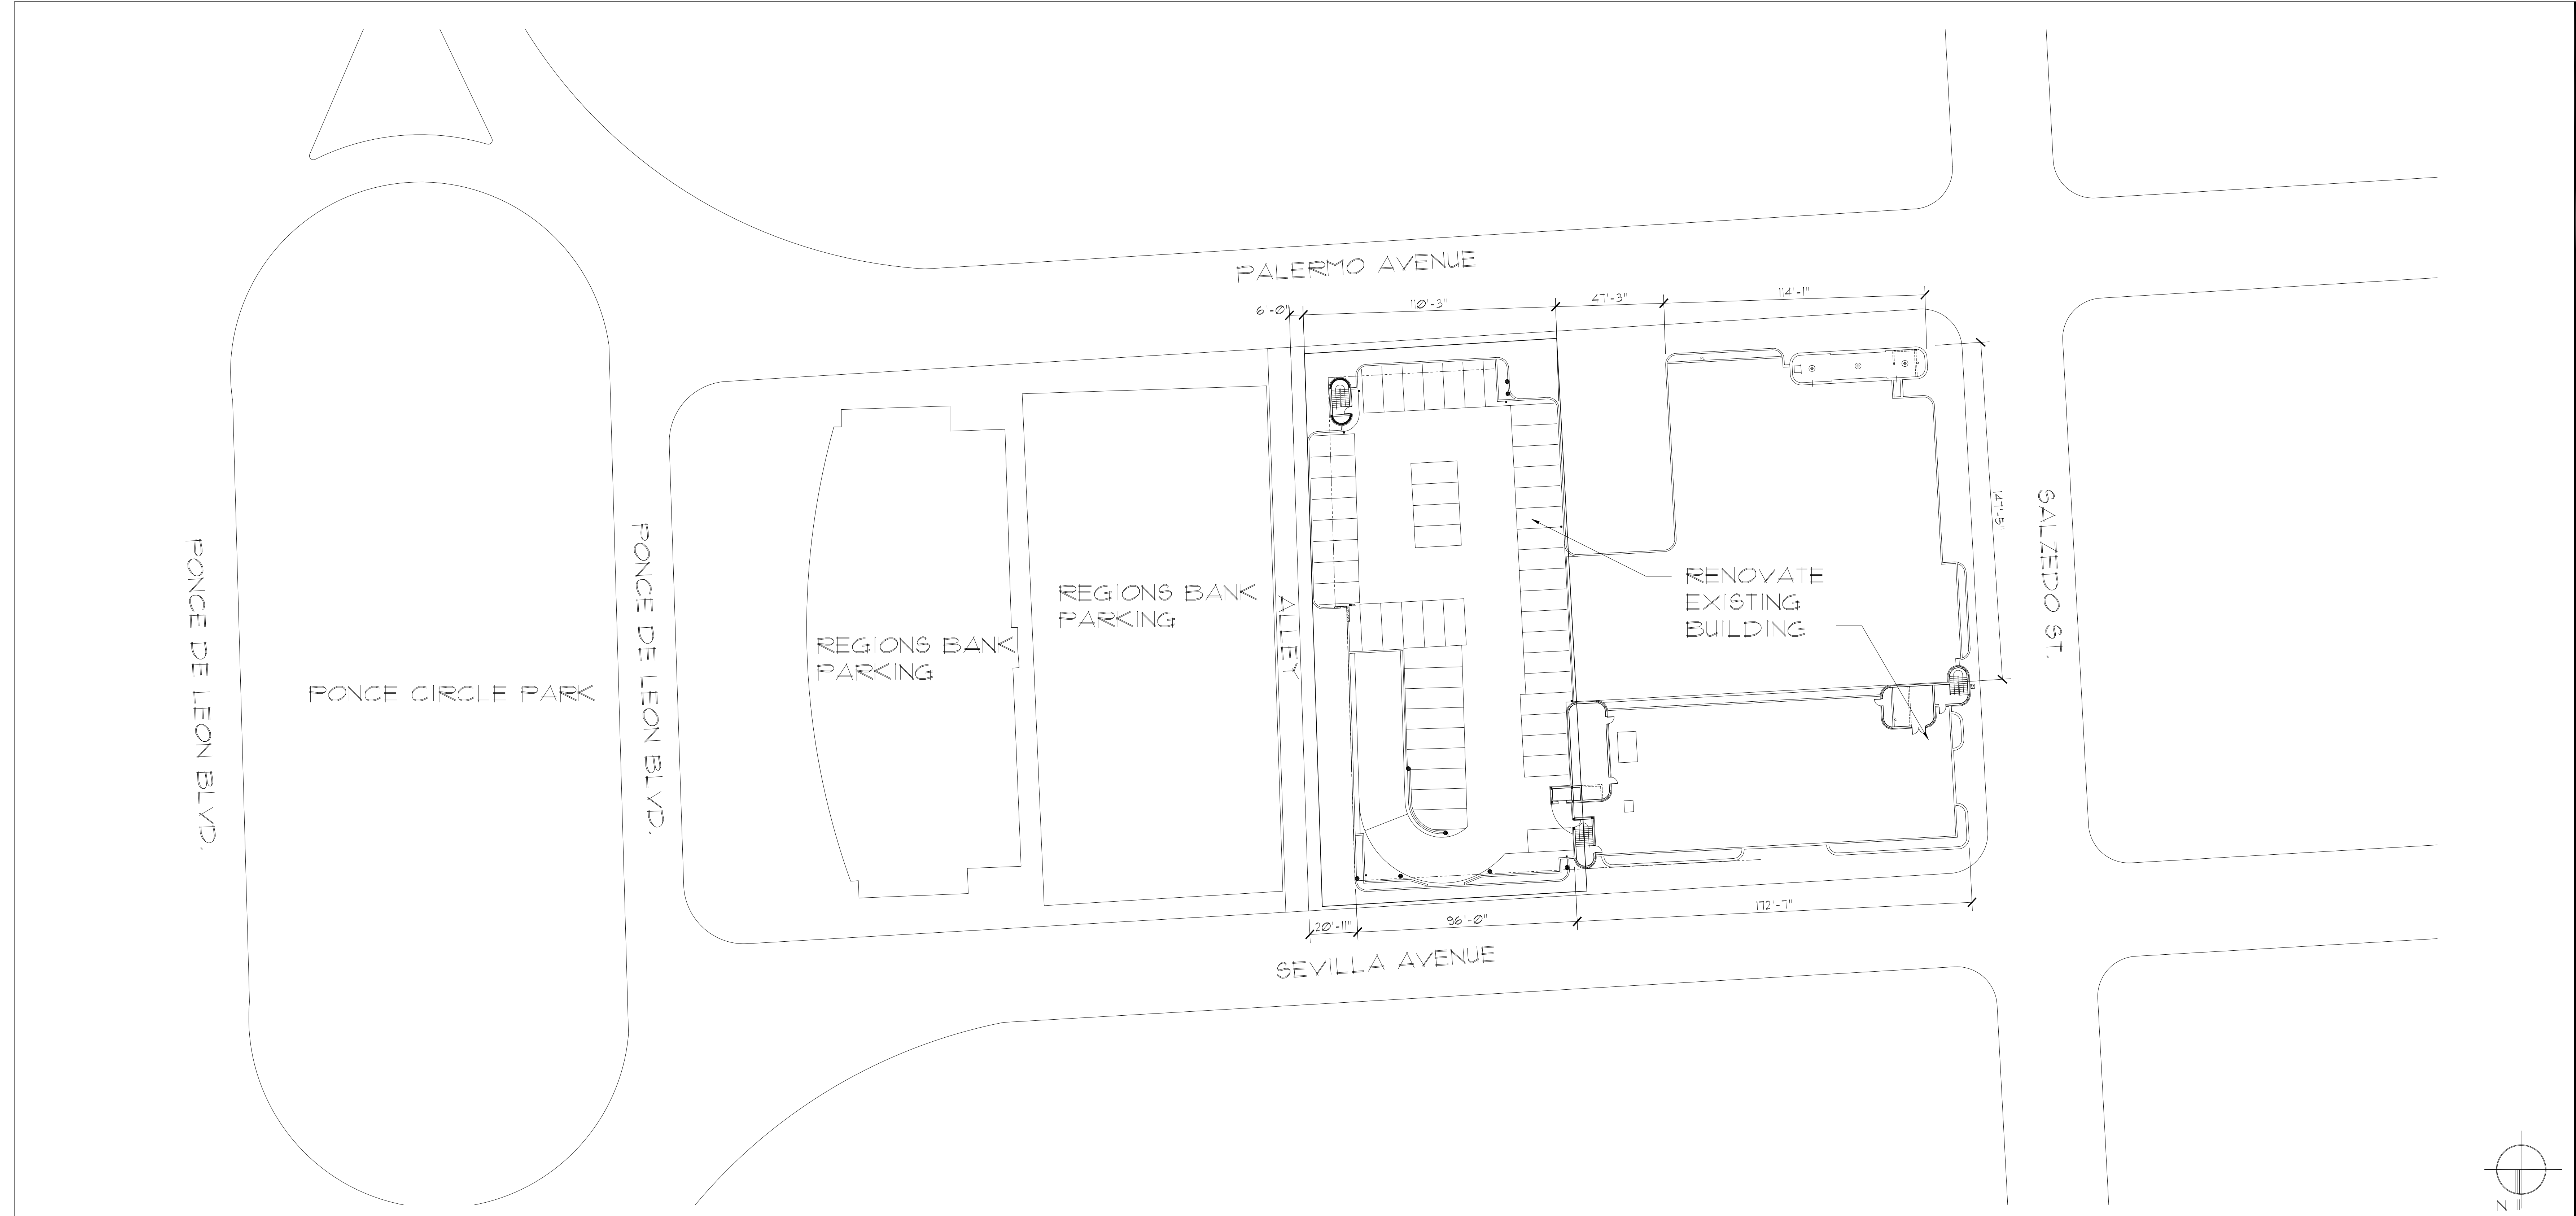 PALERMO AVENUE
6'-0"
110'-3"
47'-3"
114'-1"
147'-5"
SALZEDO ST.
PONCE DE LEON BLVD.
PONCE CIRCLE PARK
PONCE DE LEON BLVD.
REGIONS BANK
PARKING
REGIONS BANK
PARKING
ALLEY
RENOVATE
EXISTING
BUILDING
20'-11"
96'-0"
172'-7"
SEVILLA AVENUE
N